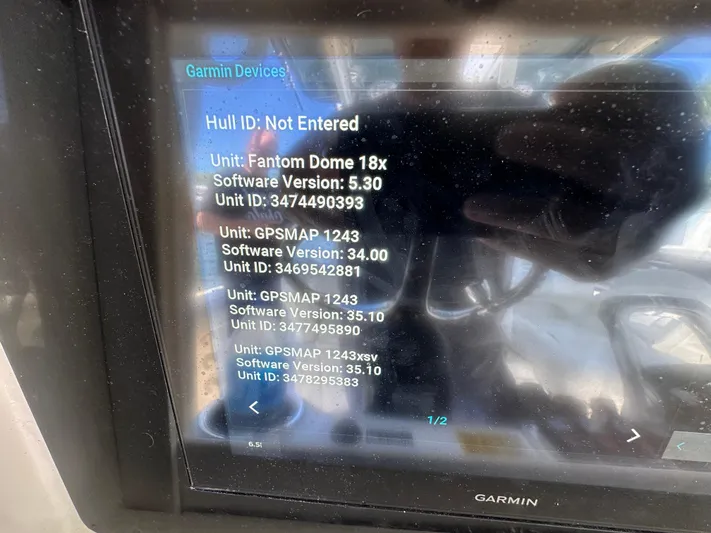 Garmin Devices
Hull ID: Not Entered
Unit: Fantom Dome 18x
Software Version: 5.30
Unit ID: 3474490393
Unit: GPSMAP 1243
Software Version: 34.00
Unit ID: 3469542881
Unit: GPSMAP 1243
Software Version: 35.10
Unit ID: 3477495890
Unit: GPSMAP 1243xsv
Software Version: 35.10
Unit ID: 3478295383
1/2
GARMIN